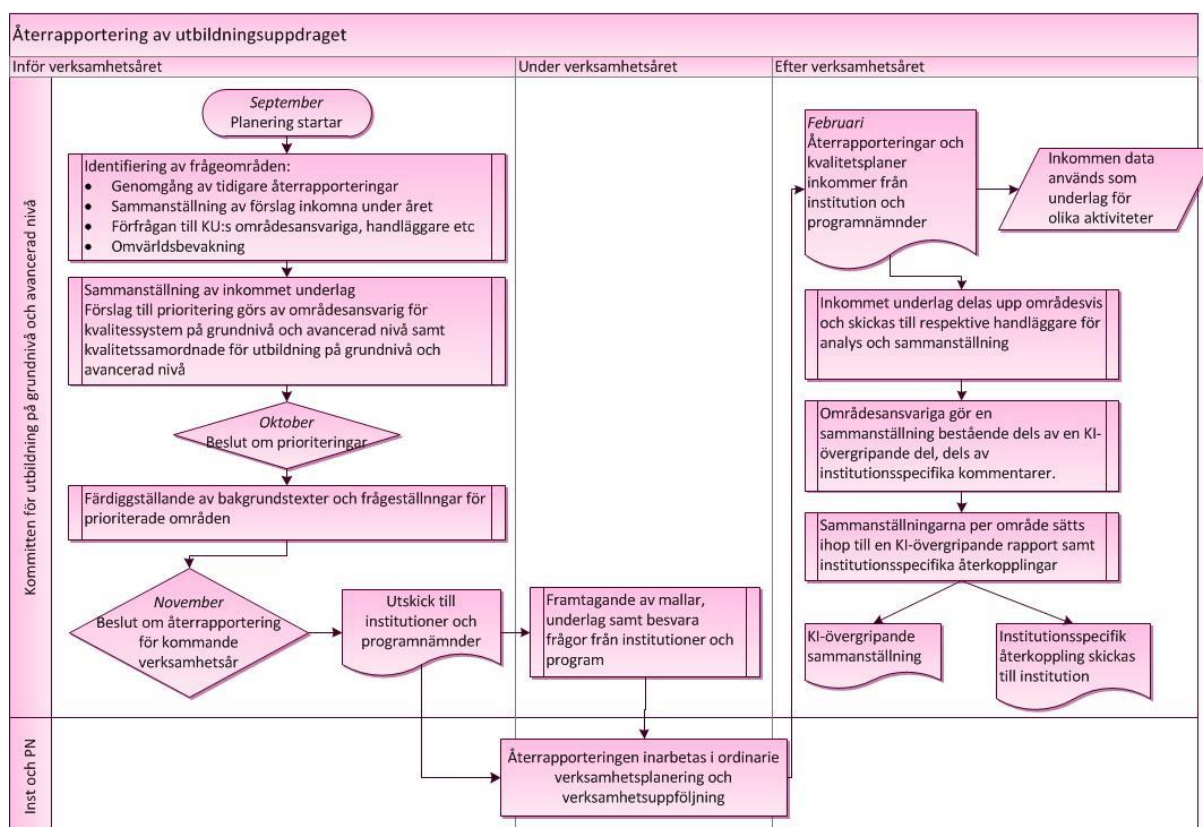 Återrapportering av utbildningsuppdraget
Inför verksamhetsåret
Under verksamhetsåret
Efter verksamhetsåret
Kommitten för utbildning på grundnivå och avancerad nivå
September
Planering startar
Identifiering av frågeområden:
• Genomgång av tidigare återrapporteringar
• Sammanställning av förslag inkomna under året
• Förfrågan till KU:s områdesansvariga, handläggare etc
• Omvärldsbevakning
Sammanställning av inkommet underlag
Förslag till prioritering görs av områdesansvarig för
kvalitessystem på grundnivå och avancerad nivå samt
kvalitetssamordnade för utbildning på grundnivå och
avancerad nivå
Oktober
Beslut om prioriteringar
Färdiggställande av bakgrundstexter och frågeställnngar för
prioriterade områden
November
Beslut om återrapportering
för kommande
verksamhetsår
Utskick till
institutioner och
programnämnder
Framtagande av mallar,
underlag samt besvara
frågor från institutioner och
program
Februari
Återrapporteringar och
kvalitetsplaner
inkommer från
institution och
programnämnder
Inkommen data
används som
underlag för
olika aktiviteter
Inkommet underlag delas upp områdesvis
och skickas till respektive handläggare för
analys och sammanställning
Områdesansvariga gör en
sammanställning bestående dels av en KI-
övergripande del, dels av
institutionsspecifika kommentarer.
Sammanställningarna per område sätts
ihop till en KI-övergripande rapport samt
institutionsspecifika återkopplingar
KI-övergripande
sammanställning
Institutionsspecifik
återkoppling skickas
till institution
Inst och PN
Återrapporteringen inarbetas i ordinarie
verksamhetsplanering och
verksamhetsuppföljning